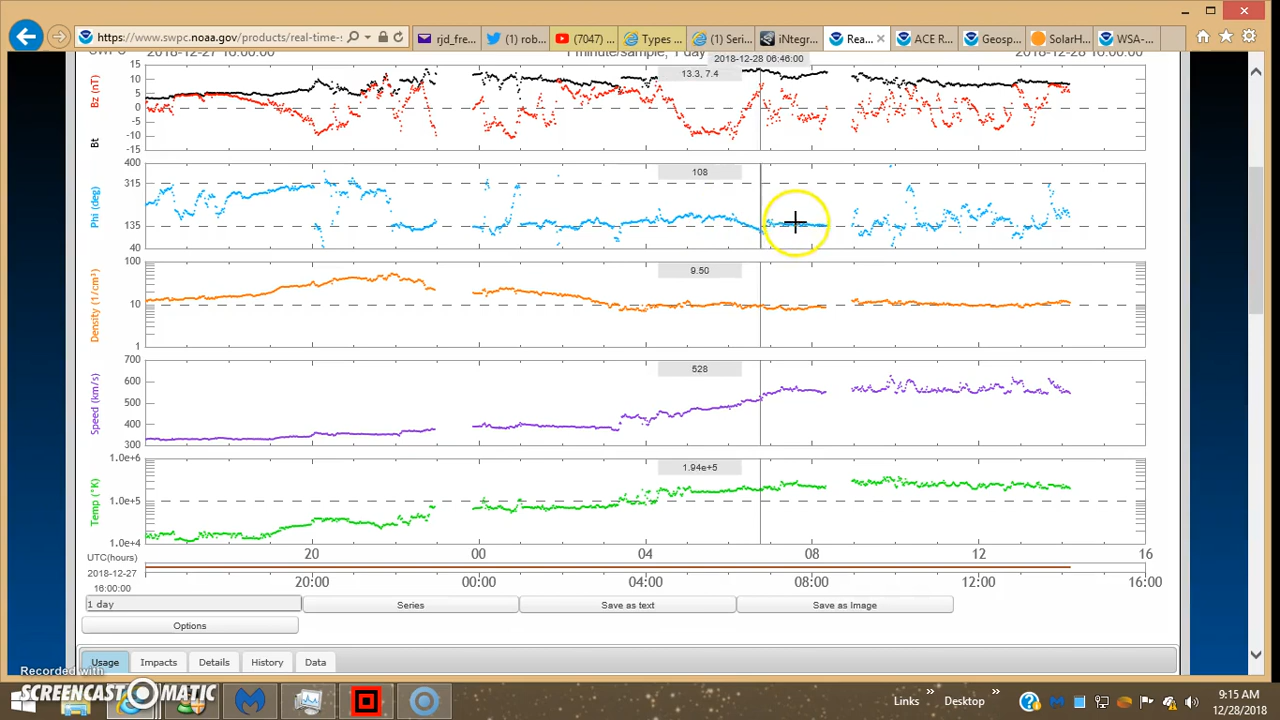 https://www.swpc.noaa.gov/products/real-time-s
rjd_fre...
(1) rob...
(7047) ...
Types ...
(1) Seri...
iNtegr...
Rea...
ACE R...
Geosp...
SolarH...
WSA-...
2018-12-27 16:00:00
1 minute/sample, 1 day
2018-12-28 06:46:00
Bt Bz (nT)
15
10
5
0
-5
-10
-15
13.3, 7.4
Phi (deg)
400
315
135
40
108
Density (1/cm³)
100
10
1
9.50
Speed (km/s)
700
600
500
400
300
528
Temp (°K)
1.0e+6
1.0e+5
1.0e+4
1.94e+5
UTC(hours)
20 00 04 08 12 16
2018-12-27
16:00:00
20:00 00:00 04:00 08:00 12:00 16:00
1 day
Series
Save as text
Save as Image
Options
Usage Impacts Details History Data
Recorded with
SCREENCAST-O-MATIC
Links »
Desktop »
9:15 AM
12/28/2018